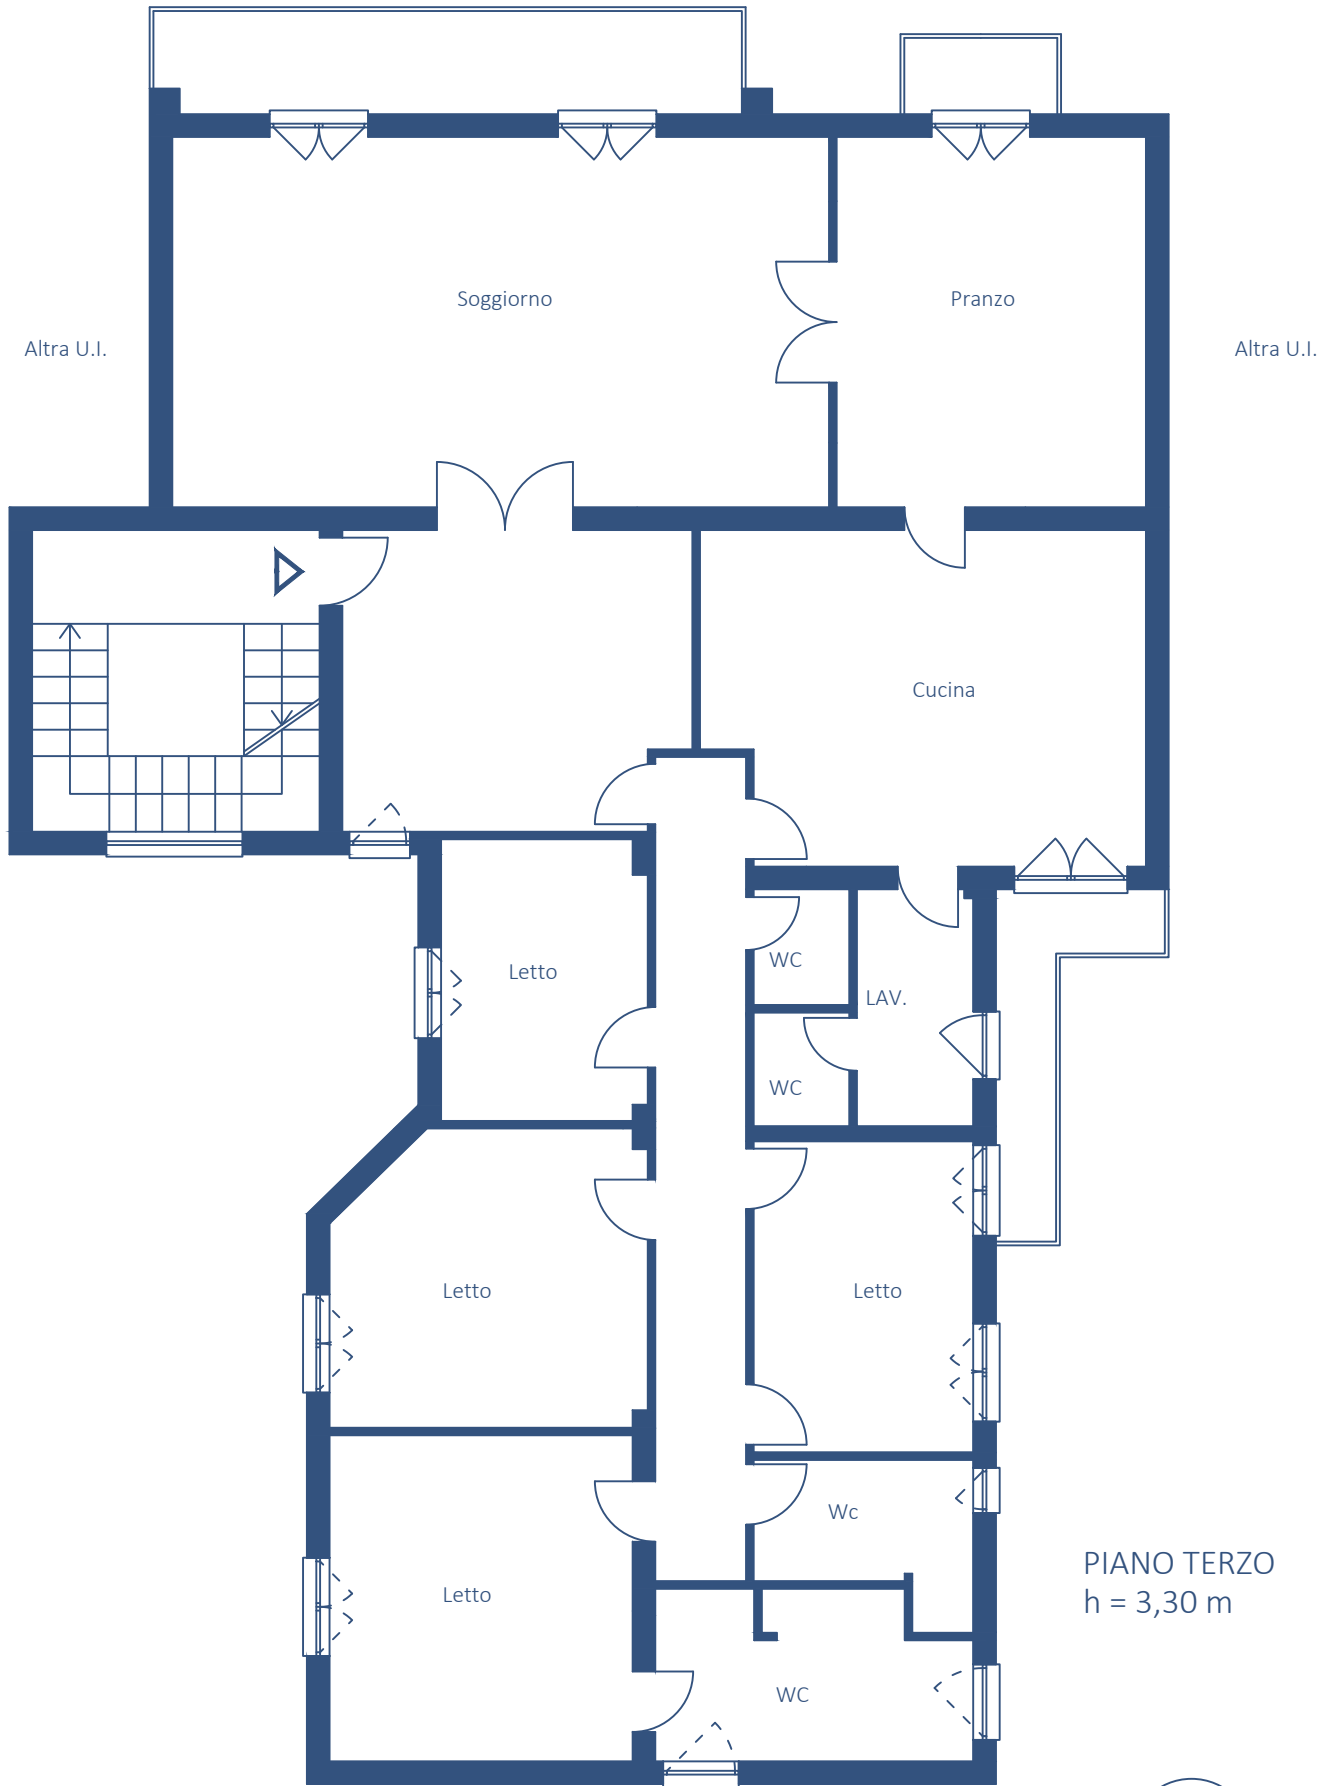 Soggiorno
Pranzo
Altra U.I.
Altra U.I.
Cucina
WC
Letto
LAV.
WC
Letto
Letto
Wc
PIANO TERZO
h = 3,30 m
Letto
WC